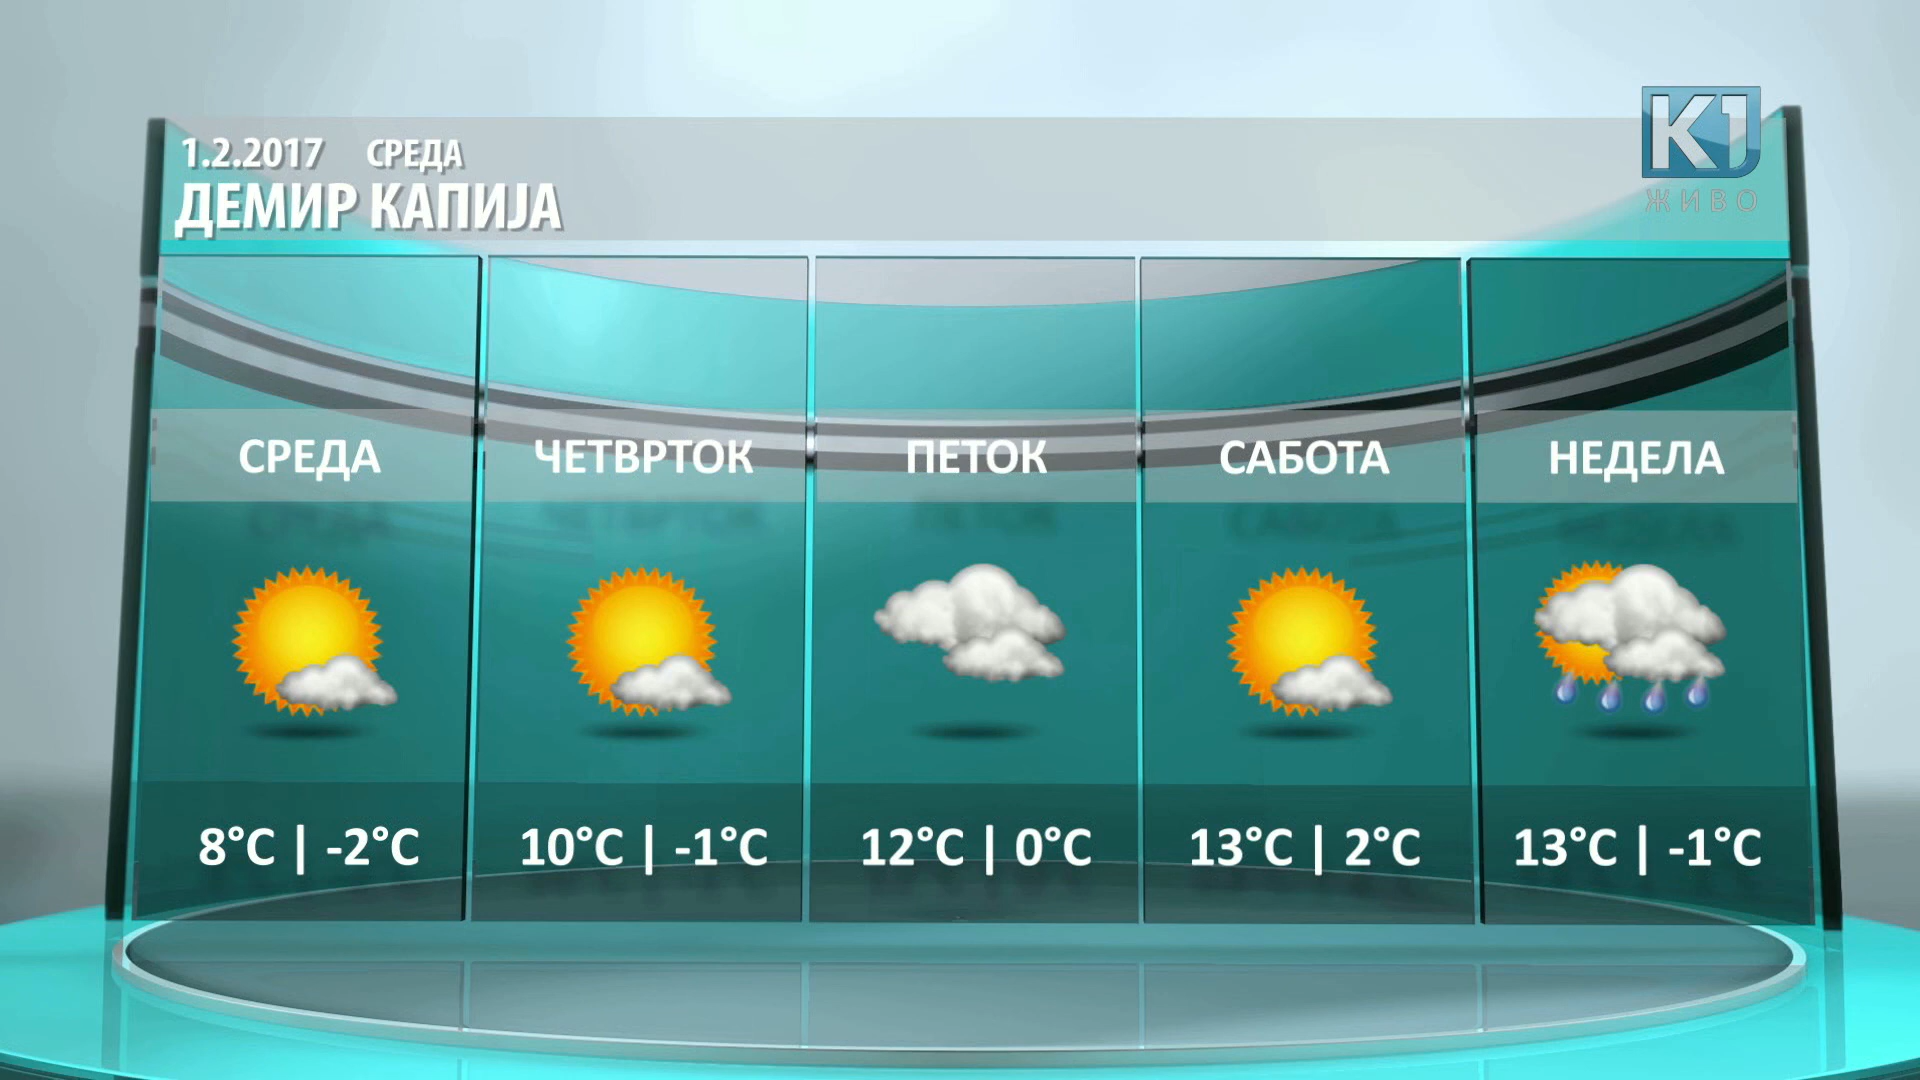 1.2.2017 СРЕДА
ДЕМИР КАПИЈА
К1
ЖИВО
СРЕДА
ЧЕТВРТОК
ПЕТОК
САБОТА
НЕДЕЛА
8°C | -2°C
10°C | -1°C
12°C | 0°C
13°C | 2°C
13°C | -1°C